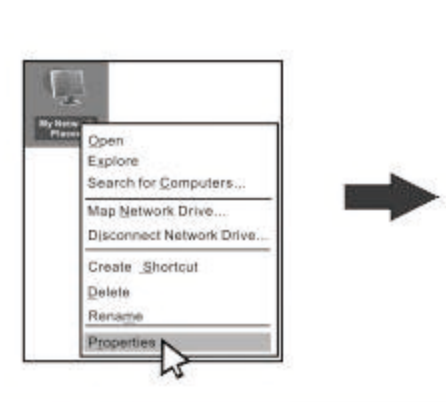 My Network
Places
Open
Explore
Search for Computers...
Map Network Drive...
Disconnect Network Drive...
Create Shortcut
Delete
Rename
Properties